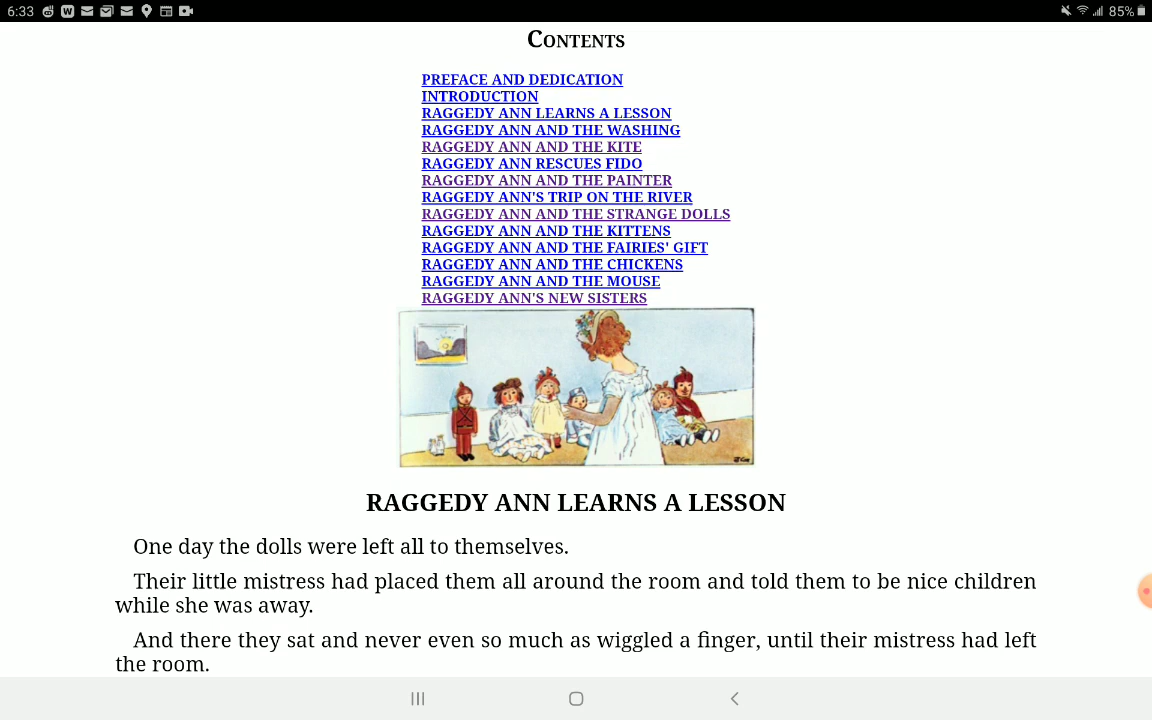 6:33
85%
CONTENTS
PREFACE AND DEDICATION
INTRODUCTION
RAGGEDY ANN LEARNS A LESSON
RAGGEDY ANN AND THE WASHING
RAGGEDY ANN AND THE KITE
RAGGEDY ANN RESCUES FIDO
RAGGEDY ANN AND THE PAINTER
RAGGEDY ANN'S TRIP ON THE RIVER
RAGGEDY ANN AND THE STRANGE DOLLS
RAGGEDY ANN AND THE KITTENS
RAGGEDY ANN AND THE FAIRIES' GIFT
RAGGEDY ANN AND THE CHICKENS
RAGGEDY ANN AND THE MOUSE
RAGGEDY ANN'S NEW SISTERS
RAGGEDY ANN LEARNS A LESSON
One day the dolls were left all to themselves.
Their little mistress had placed them all around the room and told them to be nice children
while she was away.
And there they sat and never even so much as wiggled a finger, until their mistress had left
the room.